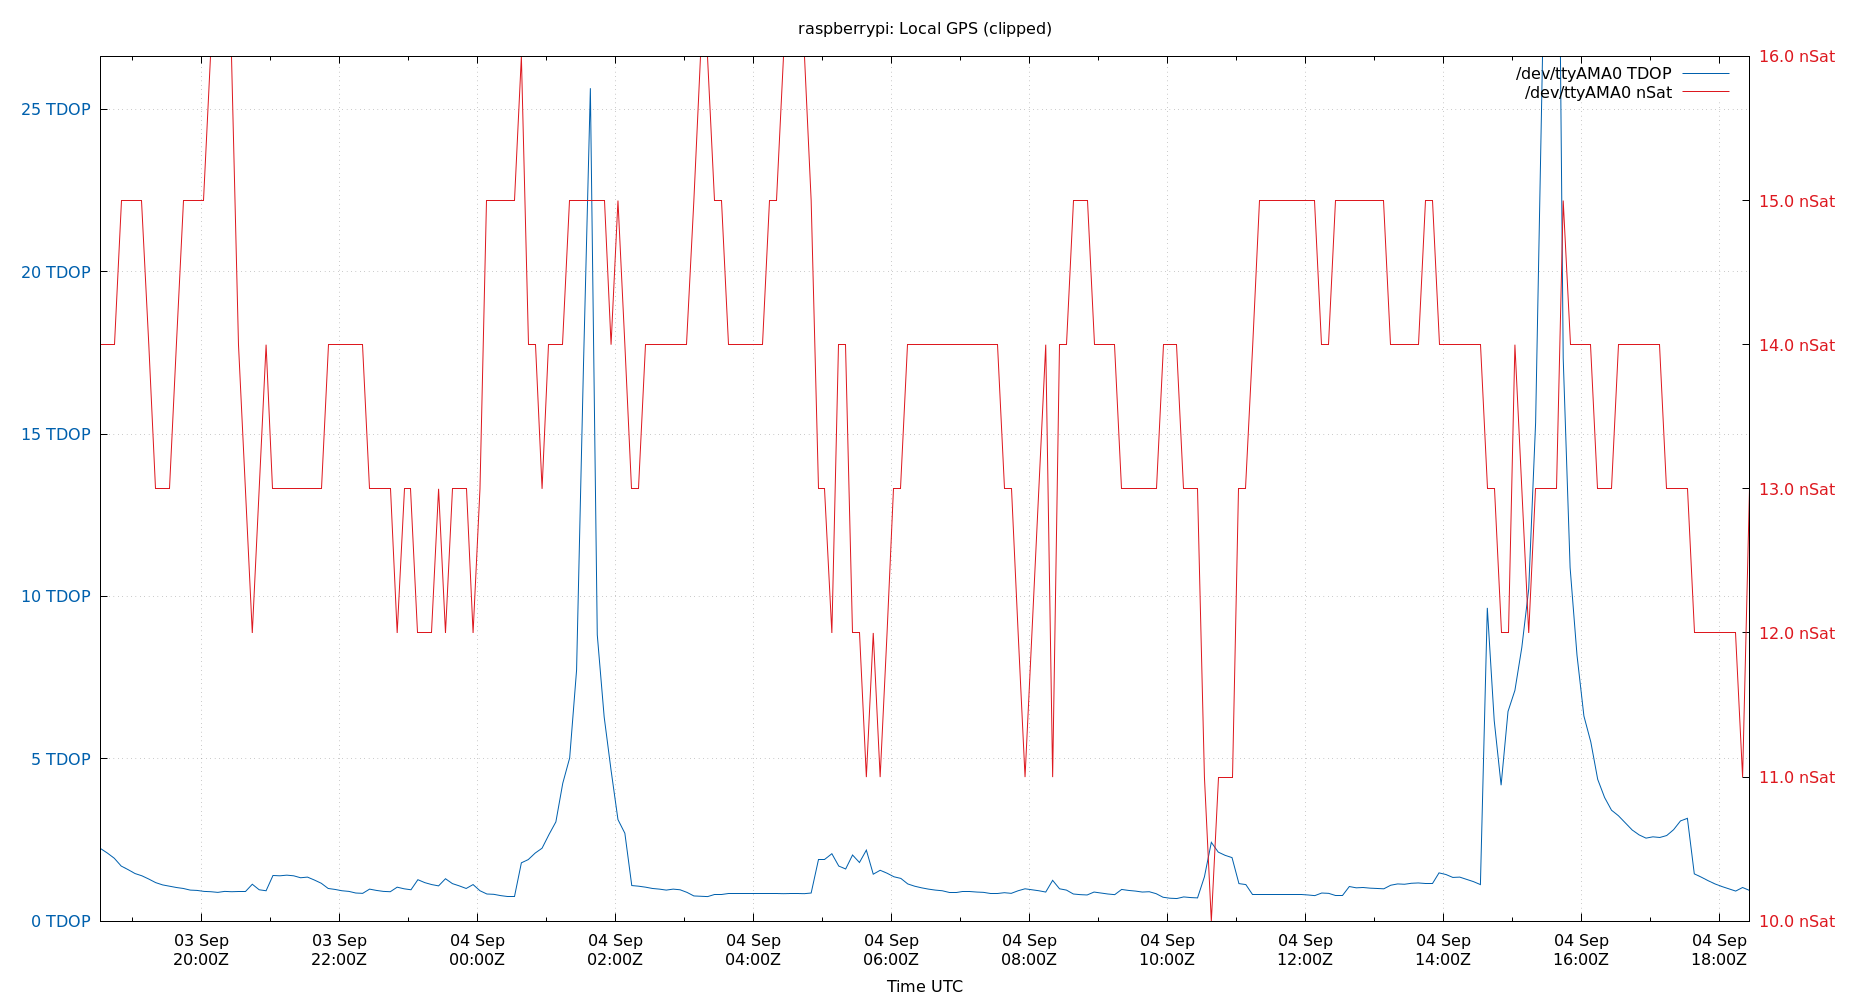 raspberrypi: Local GPS (clipped)
/dev/ttyAMA0 TDOP
/dev/ttyAMA0 nSat
25 TDOP
20 TDOP
15 TDOP
10 TDOP
5 TDOP
0 TDOP
16.0 nSat
15.0 nSat
14.0 nSat
13.0 nSat
12.0 nSat
11.0 nSat
10.0 nSat
03 Sep 03 Sep 04 Sep 04 Sep 04 Sep 04 Sep 04 Sep 04 Sep 04 Sep 04 Sep 04 Sep 04 Sep
20:00Z 22:00Z 00:00Z 02:00Z 04:00Z 06:00Z 08:00Z 10:00Z 12:00Z 14:00Z 16:00Z 18:00Z
Time UTC